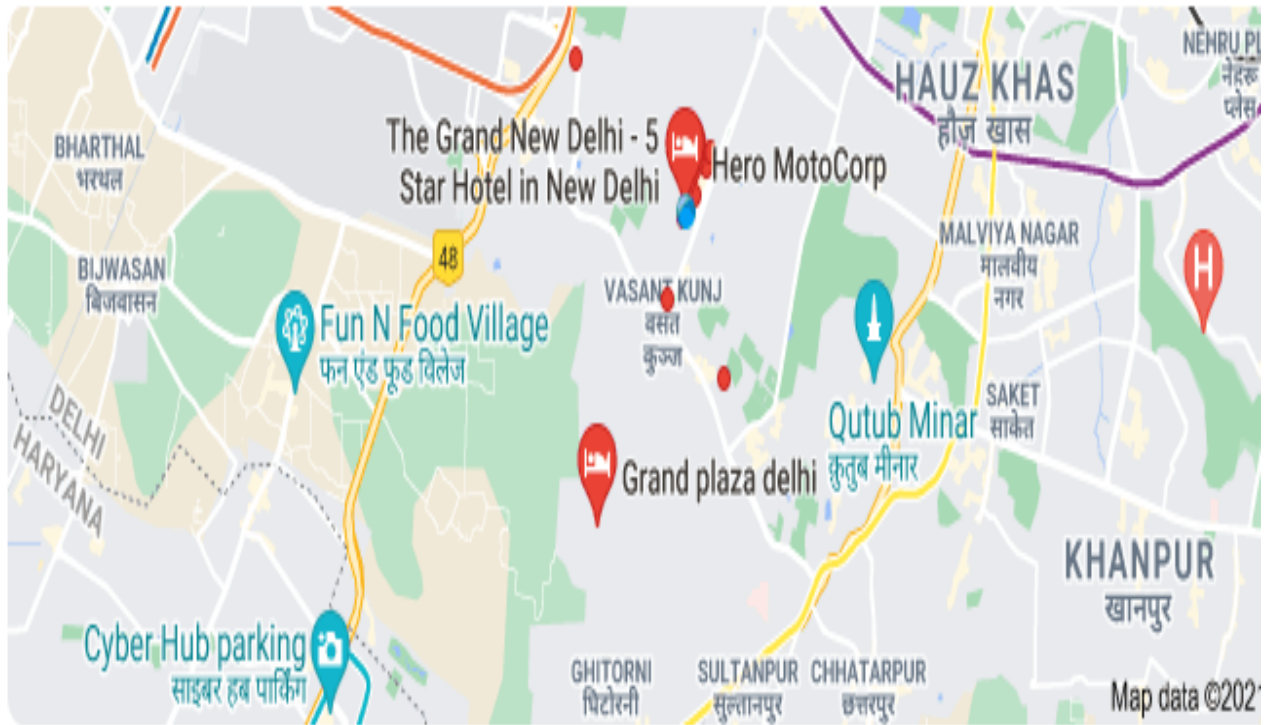 NEHRU PL
नेहरू
प्लेस
HAUZ KHAS
हौज़ खास
BHARTHAL
भरथल
The Grand New Delhi - 5
Star Hotel in New Delhi
Hero MotoCorp
MALVIYA NAGAR
मालवीय
नगर
48
BIJWASAN
बिजवासन
H
VASANT KUNJ
वसंत
कुञ्ज
Fun N Food Village
फन एंड फूड विलेज
DELHI
HARYANA
SAKET
साकेत
Qutub Minar
क़ुतुब मीनार
Grand plaza delhi
KHANPUR
खानपुर
Cyber Hub parking
साइबर हब पार्किंग
GHITORNI
घिटोरनी
SULTANPUR
सुल्तानपुर
CHHATARPUR
छत्तरपुर
Map data ©2021